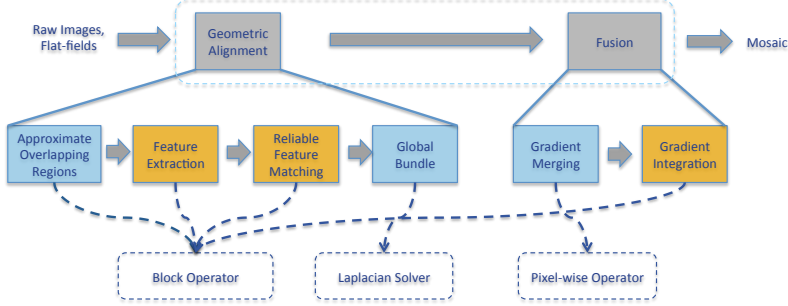 Raw Images,
Flat-fields
Geometric
Alignment
Fusion
Mosaic
Approximate
Overlapping
Regions
Feature
Extraction
Reliable
Feature
Matching
Global
Bundle
Gradient
Merging
Gradient
Integration
Block Operator
Laplacian Solver
Pixel-wise Operator